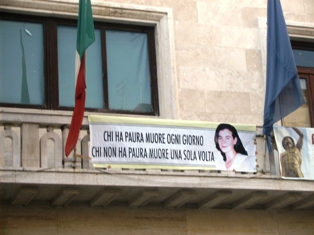 CHI HA PAURA MUORE OGNI GIORNO
CHI NON HA PAURA MUORE UNA SOLA VOLTA